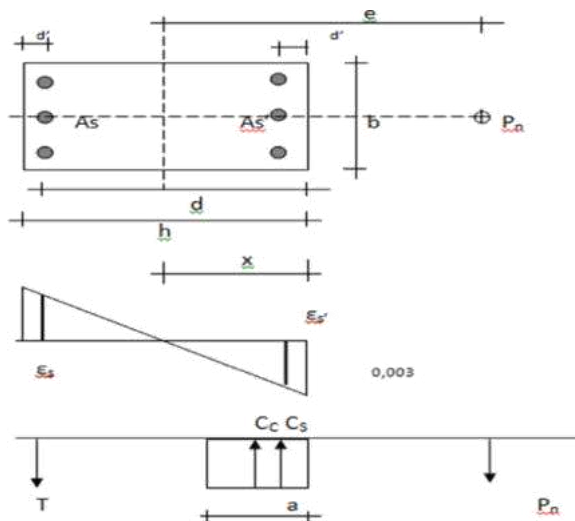 e
d' d'
As As' b Pn
d
h
x
εs'
εs 0,003
Cc Cs
T a Pn